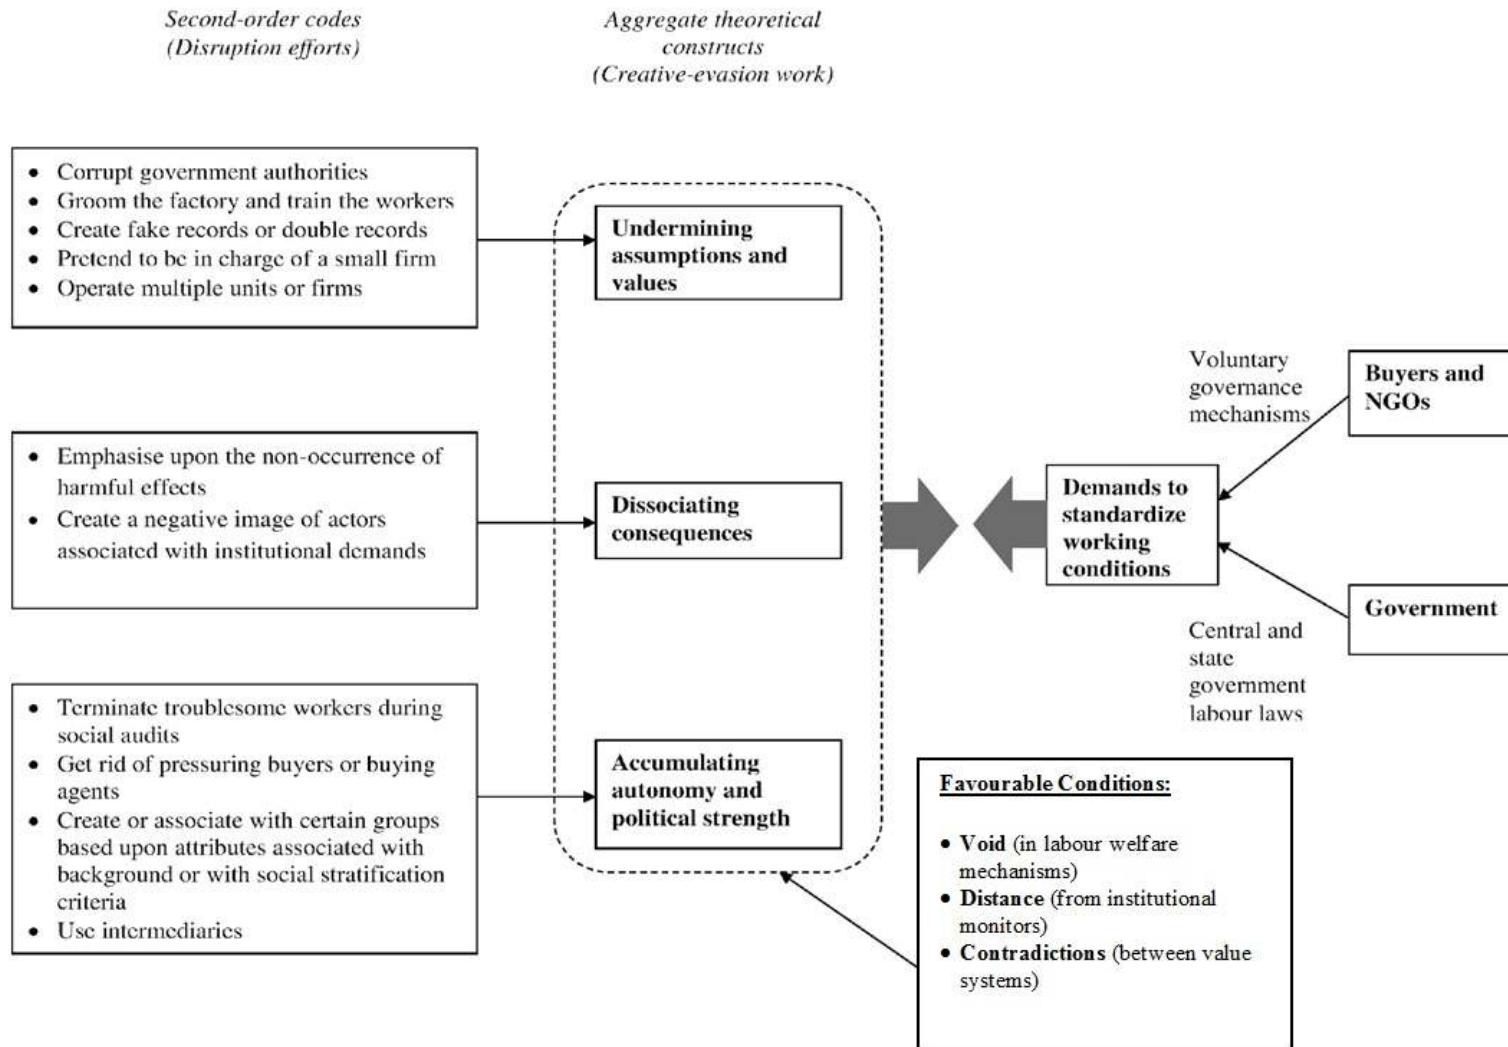 Second-order codes
(Disruption efforts)
Aggregate theoretical
constructs
(Creative-evasion work)
• Corrupt government authorities
• Groom the factory and train the workers
• Create fake records or double records
• Pretend to be in charge of a small firm
• Operate multiple units or firms
Undermining
assumptions and
values
• Emphasise upon the non-occurrence of
harmful effects
• Create a negative image of actors
associated with institutional demands
Dissociating
consequences
• Terminate troublesome workers during
social audits
• Get rid of pressuring buyers or buying
agents
• Create or associate with certain groups
based upon attributes associated with
background or with social stratification
criteria
• Use intermediaries
Accumulating
autonomy and
political strength
Demands to
standardize
working
conditions
Voluntary
governance
mechanisms
Buyers and
NGOs
Government
Central and
state
government
labour laws
Favourable Conditions:
• Void (in labour welfare
mechanisms)
• Distance (from institutional
monitors)
• Contradictions (between value
systems)